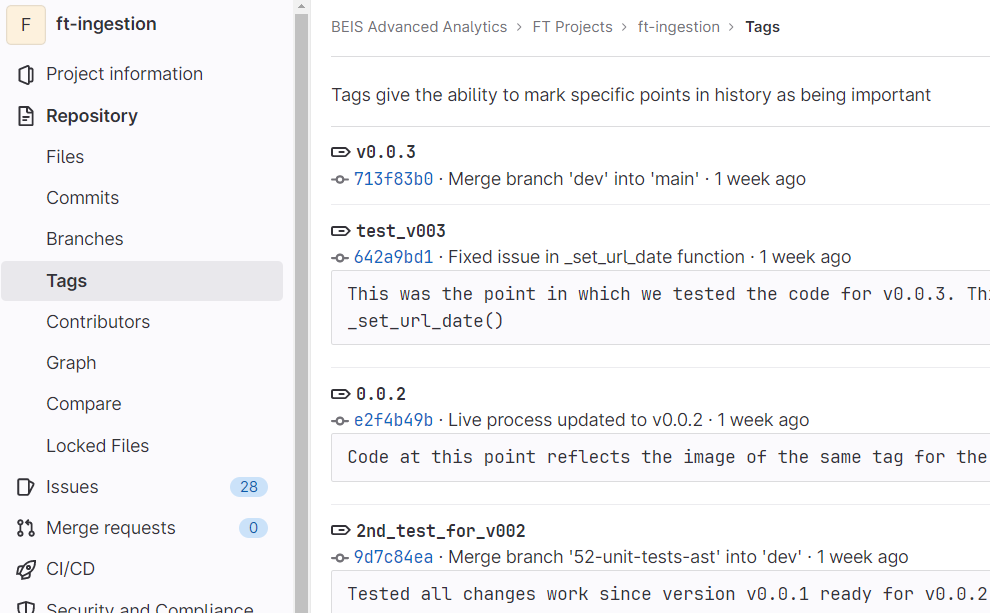 F ft-ingestion
Project information
Repository
Files
Commits
Branches
Tags
Contributors
Graph
Compare
Locked Files
Issues 28
Merge requests 0
CI/CD
Security and Compliance
BEIS Advanced Analytics > FT Projects > ft-ingestion > Tags
Tags give the ability to mark specific points in history as being important
v0.0.3
713f83b0 · Merge branch 'dev' into 'main' · 1 week ago
test_v003
642a9bd1 · Fixed issue in _set_url_date function · 1 week ago
This was the point in which we tested the code for v0.0.3.
_set_url_date()
0.0.2
e2f4b49b · Live process updated to v0.0.2 · 1 week ago
Code at this point reflects the image of the same tag for the
2nd_test_for_v002
9d7c84ea · Merge branch '52-unit-tests-ast' into 'dev' · 1 week ago
Tested all changes work since version v0.0.1 ready for v0.0.2